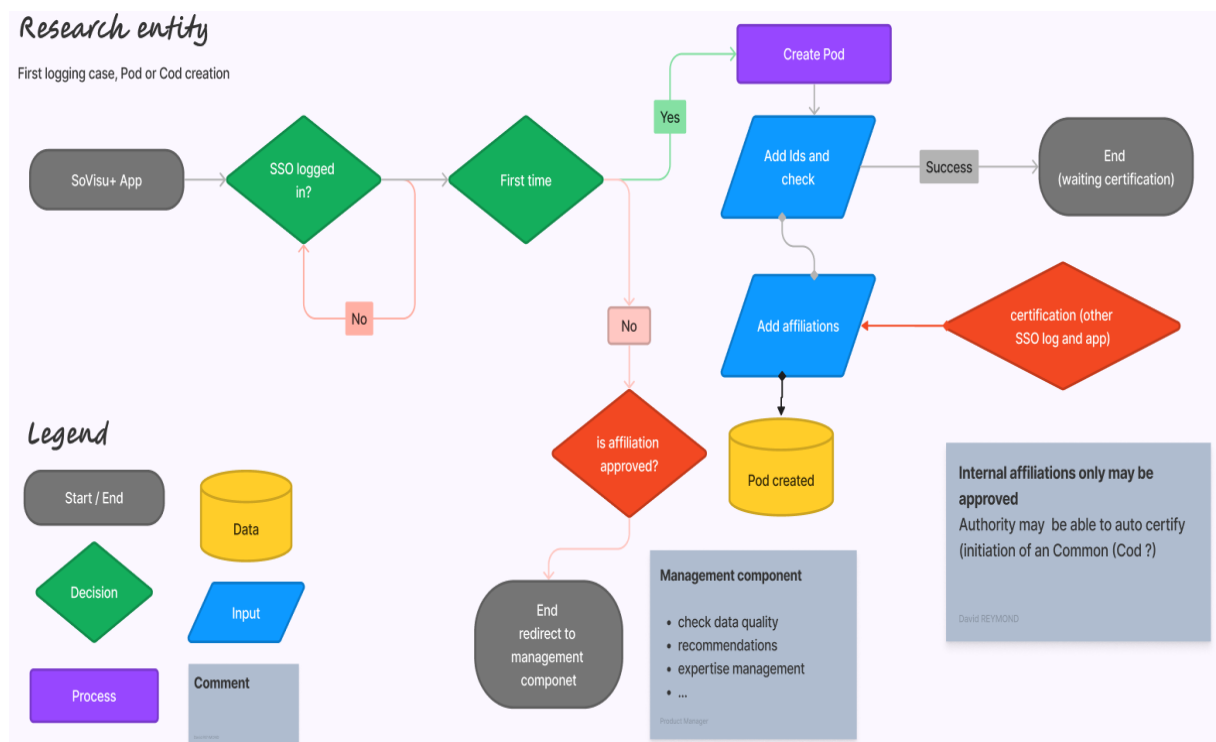 Research entity
First logging case, Pod or Cod creation
Create Pod
Yes
SoVisu+ App
SSO logged
in?
First time
Add Ids and
check
Success
End
(waiting certification)
No
No
Add affiliations
certification (other
SSO log and app)
is affiliation
approved?
Pod created
Legend
Start / End
Data
Decision
Input
Process
Comment
End
redirect to
management
componet
Management component
• check data quality
• recommendations
• expertise management
• ...
Product Manager
Internal affiliations only may be
approved
Authority may be able to auto certify
(initiation of an Common (Cod ?)
David REYMOND